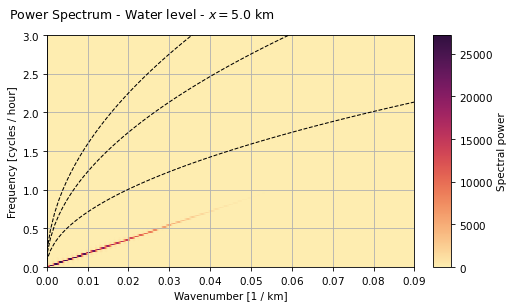 Power Spectrum - Water level - x = 5.0 km
3.0
2.5
2.0
1.5
1.0
0.5
0.0
Frequency [cycles / hour]
0.00 0.01 0.02 0.03 0.04 0.05 0.06 0.07 0.08 0.09
Wavenumber [1 / km]
25000
20000
15000
10000
5000
0
Spectral power